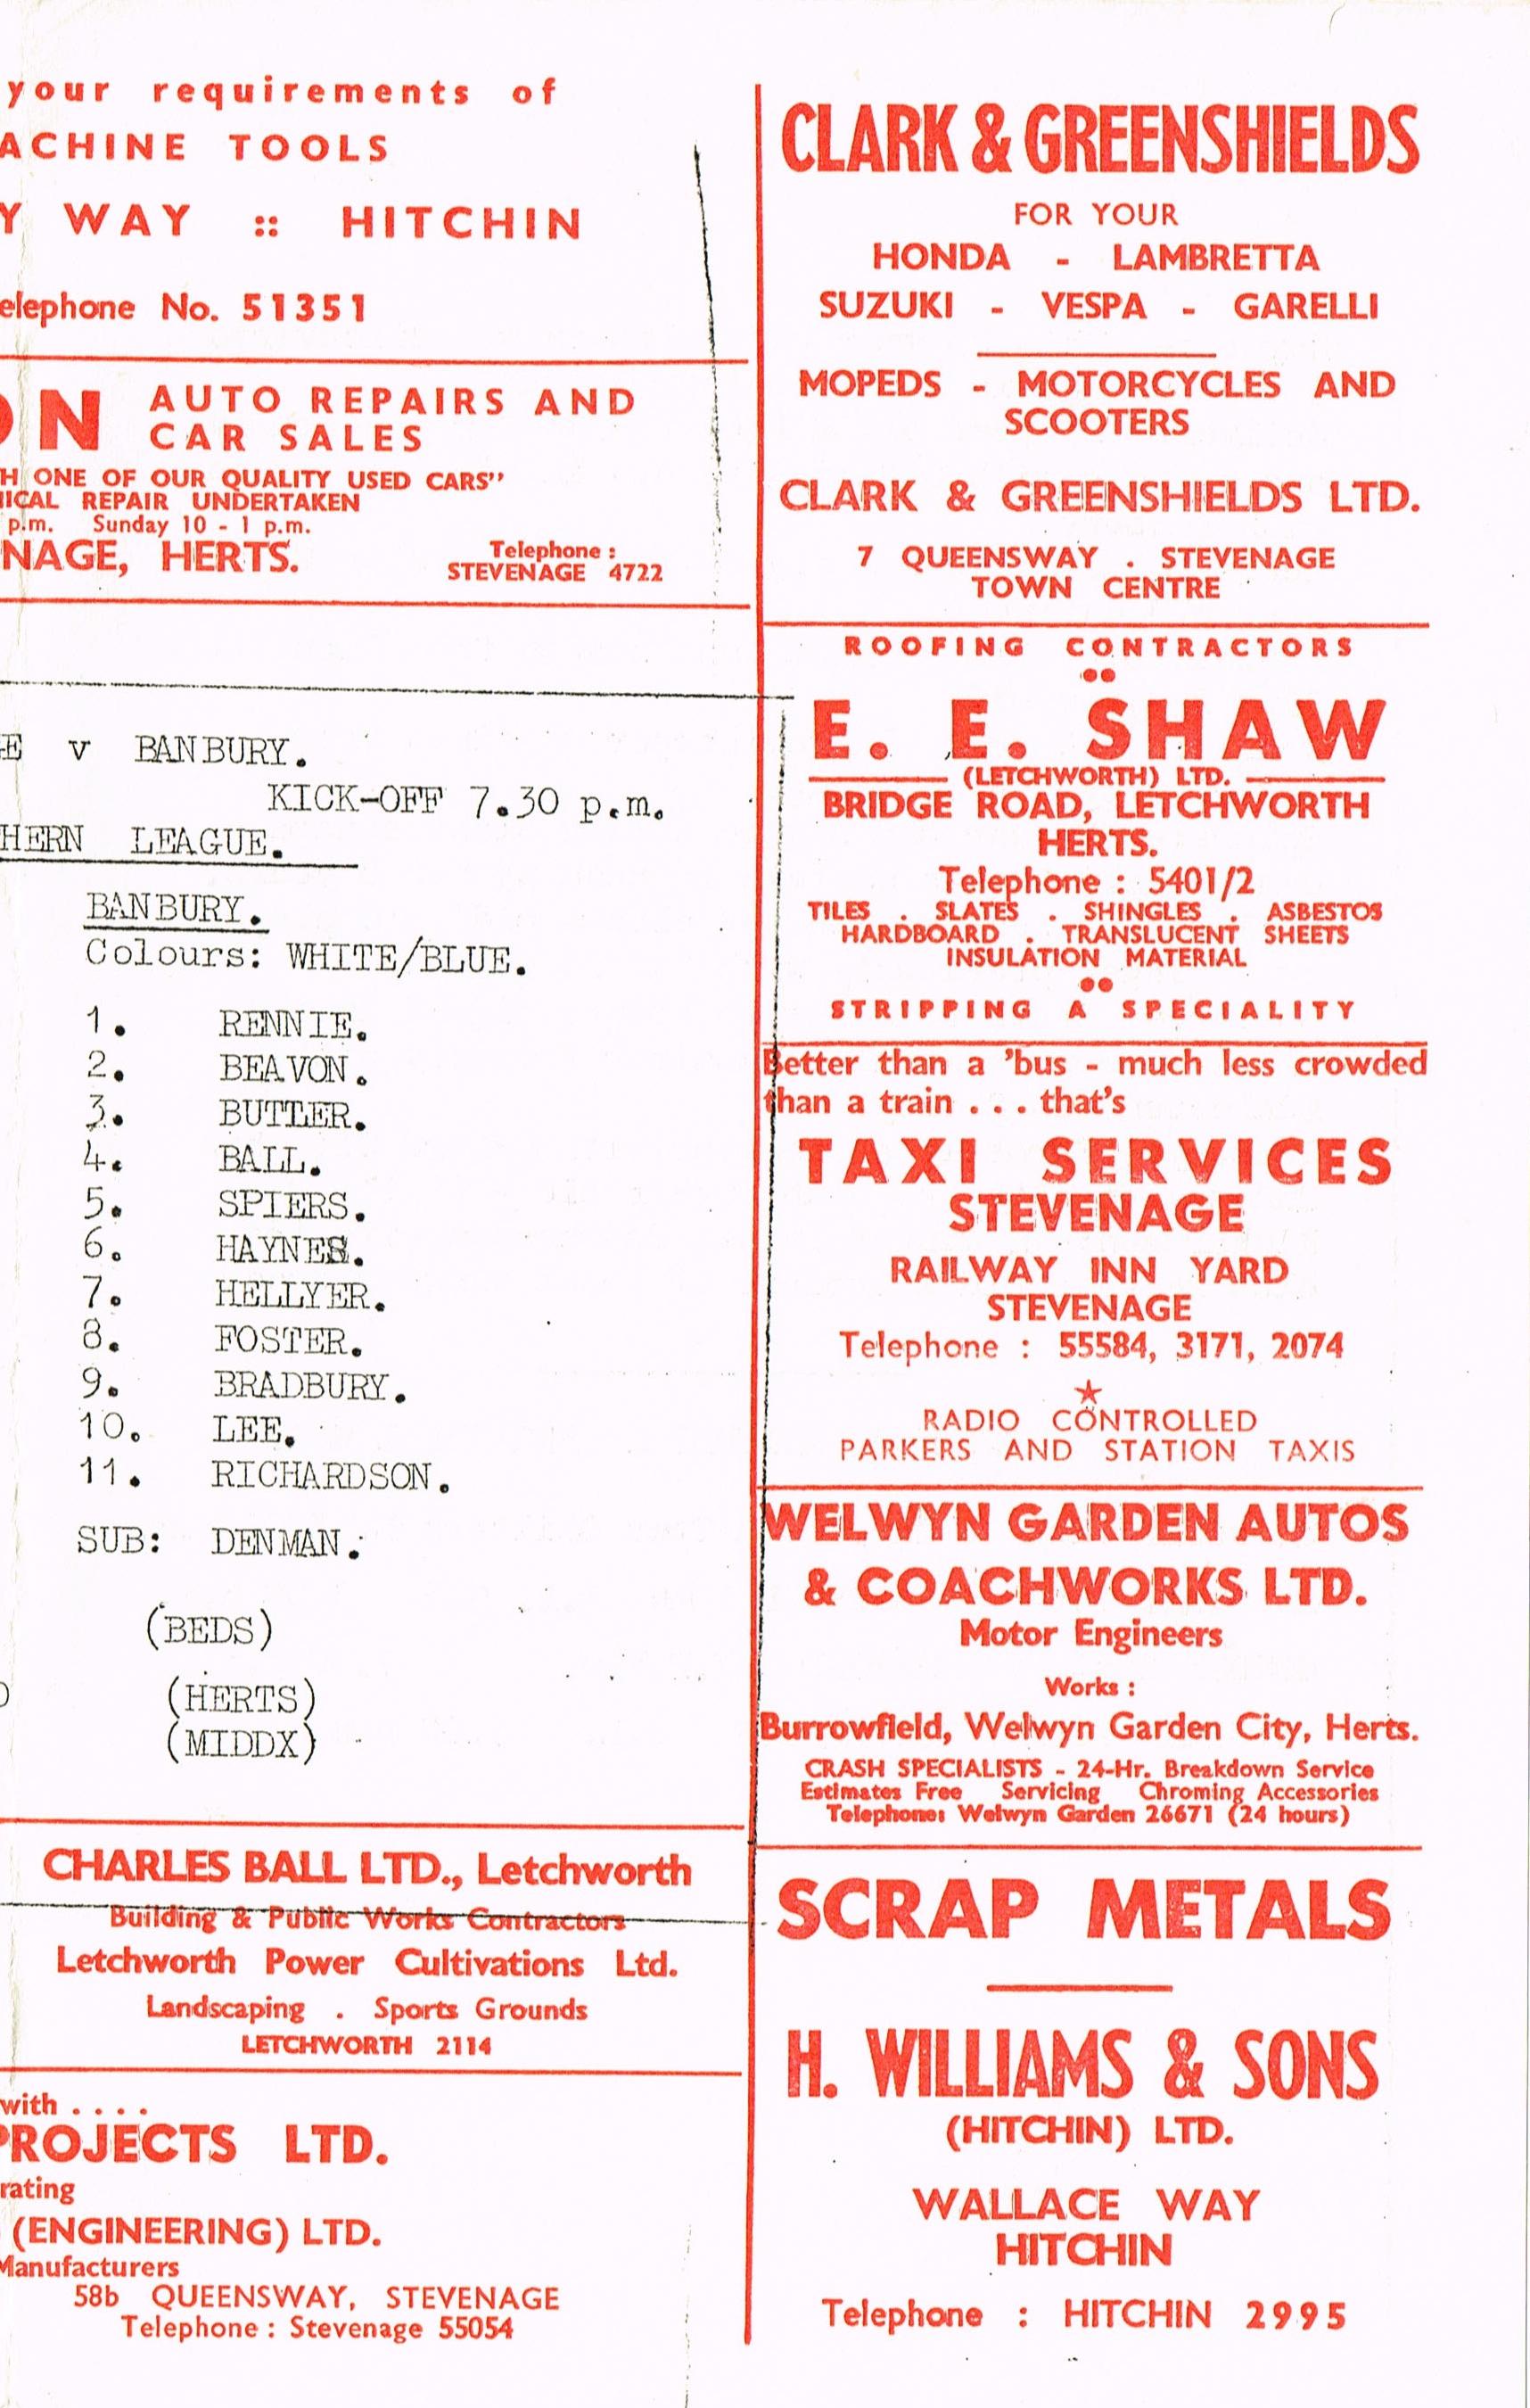 your requirements of
ACHINE TOOLS
Y WAY :: HITCHIN
elephone No. 51351
ON AUTO REPAIRS AND
CAR SALES
H ONE OF OUR QUALITY USED CARS"
ICAL REPAIR UNDERTAKEN
p.m. Sunday 10 - 1 p.m.
NAGE, HERTS.
Telephone :
STEVENAGE 4722
E v BANBURY.
KICK-OFF 7.30 p.m.
HERN LEAGUE.
BANBURY.
Colours: WHITE/BLUE.
1. RENNIE.
2. BEAVON.
3. BUTLER.
4. BALL.
5. SPIERS.
6. HAYNES.
7. HELLYER.
8. FOSTER.
9. BRADBURY.
10. LEE.
11. RICHARDSON.
SUB: DENMAN.
(BEDS)
(HERTS)
(MIDDX)
CHARLES BALL LTD., Letchworth
Building & Public Works Contractors
Letchworth Power Cultivations Ltd.
Landscaping . Sports Grounds
LETCHWORTH 2114
with . . . .
PROJECTS LTD.
rating
(ENGINEERING) LTD.
Manufacturers
58b QUEENSWAY, STEVENAGE
Telephone : Stevenage 55054
CLARK & GREENSHIELDS
FOR YOUR
HONDA - LAMBRETTA
SUZUKI - VESPA - GARELLI
MOPEDS - MOTORCYCLES AND
SCOOTERS
CLARK & GREENSHIELDS LTD.
7 QUEENSWAY . STEVENAGE
TOWN CENTRE
ROOFING CONTRACTORS
E. E. SHAW
(LETCHWORTH) LTD.
BRIDGE ROAD, LETCHWORTH
HERTS.
Telephone : 5401/2
TILES . SLATES . SHINGLES . ASBESTOS
HARDBOARD . TRANSLUCENT SHEETS
INSULATION MATERIAL
STRIPPING A SPECIALITY
Better than a 'bus - much less crowded
than a train . . . that's
TAXI SERVICES
STEVENAGE
RAILWAY INN YARD
STEVENAGE
Telephone : 55584, 3171, 2074
RADIO CONTROLLED
PARKERS AND STATION TAXIS
WELWYN GARDEN AUTOS
& COACHWORKS LTD.
Motor Engineers
Works :
Burrowfield, Welwyn Garden City, Herts.
CRASH SPECIALISTS - 24-Hr. Breakdown Service
Estimates Free Servicing Chroming Accessories
Telephone: Welwyn Garden 26671 (24 hours)
SCRAP METALS
H. WILLIAMS & SONS
(HITCHIN) LTD.
WALLACE WAY
HITCHIN
Telephone : HITCHIN 2995